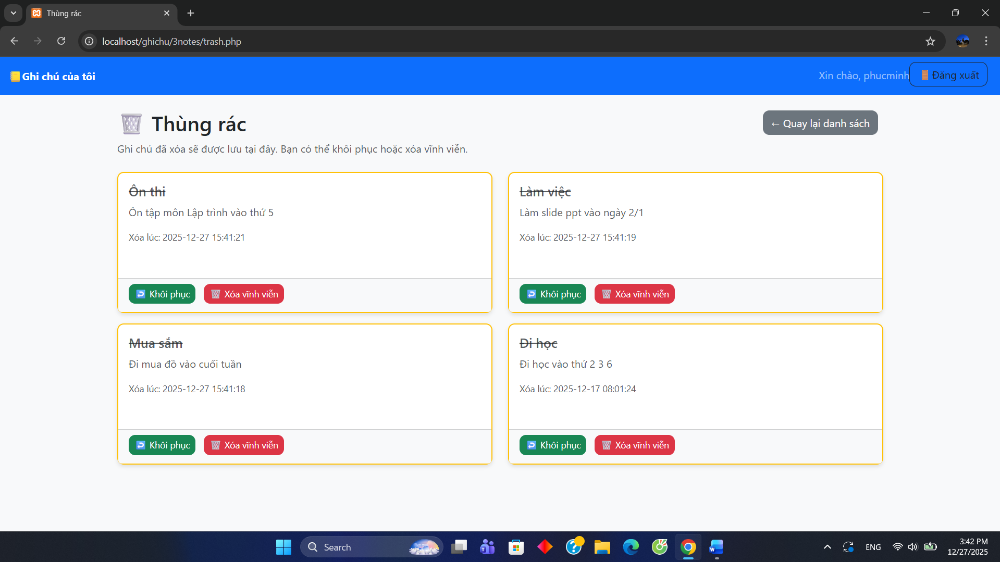 Thùng rác
localhost/ghichu/3notes/trash.php
Ghi chú của tôi
Xin chào, phucminh
Đăng xuất
Thùng rác
← Quay lại danh sách
Ghi chú đã xóa sẽ được lưu tại đây. Bạn có thể khôi phục hoặc xóa vĩnh viễn.
Ôn thi
Ôn tập môn Lập trình vào thứ 5
Xóa lúc: 2025-12-27 15:41:21
Khôi phục
Xóa vĩnh viễn
Làm việc
Làm slide ppt vào ngày 2/1
Xóa lúc: 2025-12-27 15:41:19
Khôi phục
Xóa vĩnh viễn
Mua sắm
Đi mua đồ vào cuối tuần
Xóa lúc: 2025-12-27 15:41:18
Khôi phục
Xóa vĩnh viễn
Đi học
Đi học vào thứ 2 3 6
Xóa lúc: 2025-12-17 08:01:24
Khôi phục
Xóa vĩnh viễn
Search
ENG
3:42 PM
12/27/2025